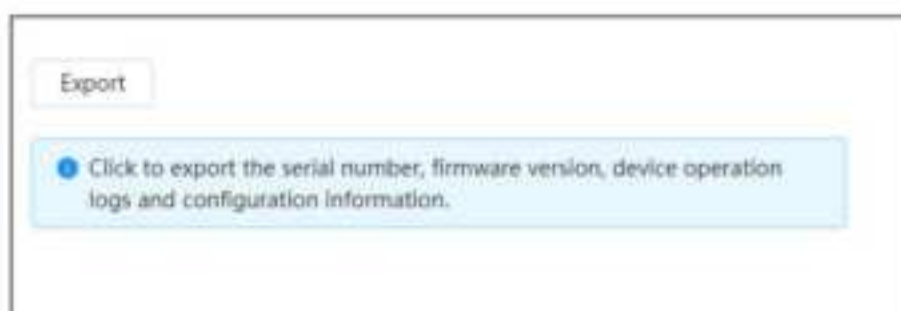 Export
Click to export the serial number, firmware version, device operation
logs and configuration information.